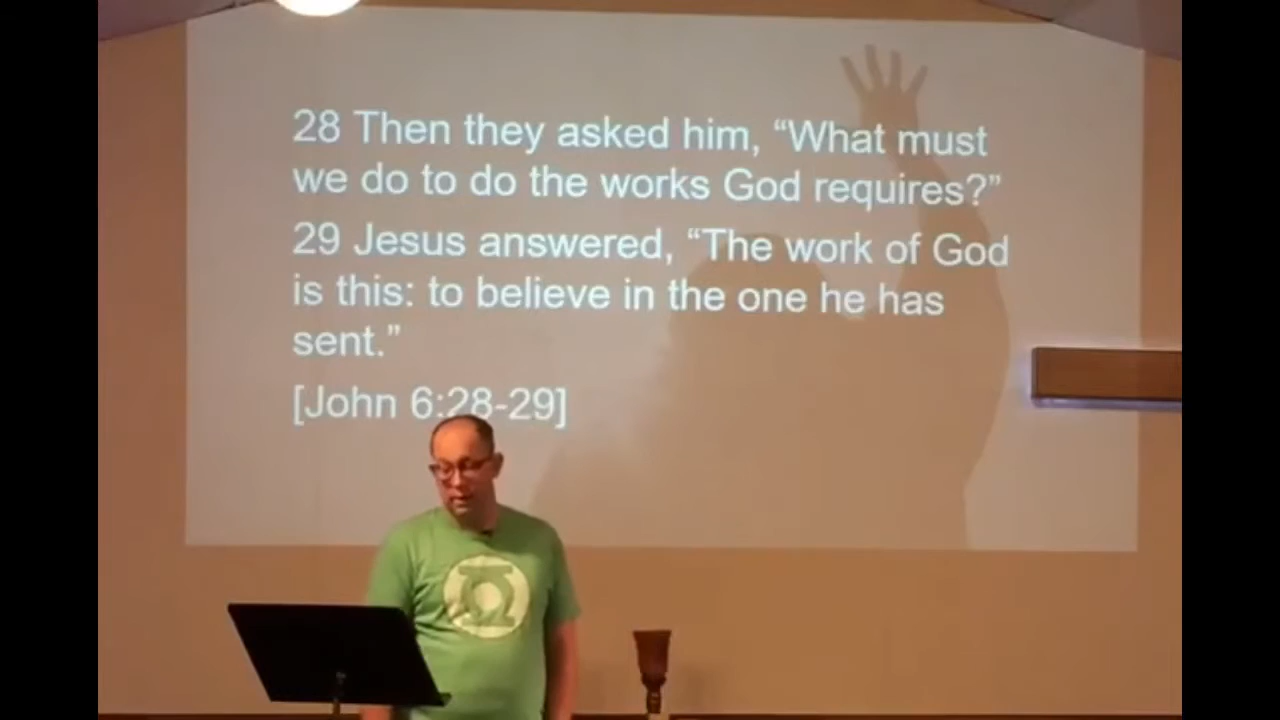 28 Then they asked him, “What must
we do to do the works God requires?”
29 Jesus answered, “The work of God
is this: to believe in the one he has
sent.”
[John 6:28-29]